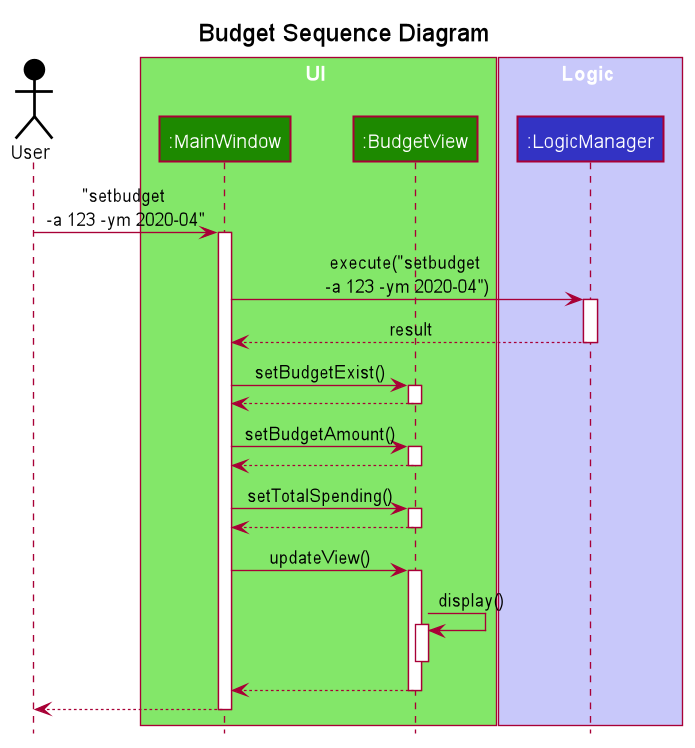 Budget Sequence Diagram
UI
Logic
User
:MainWindow
:BudgetView
:LogicManager
"setbudget
-a 123 -ym 2020-04"
execute("setbudget
-a 123 -ym 2020-04")
result
setBudgetExist()
setBudgetAmount()
setTotalSpending()
updateView()
display()